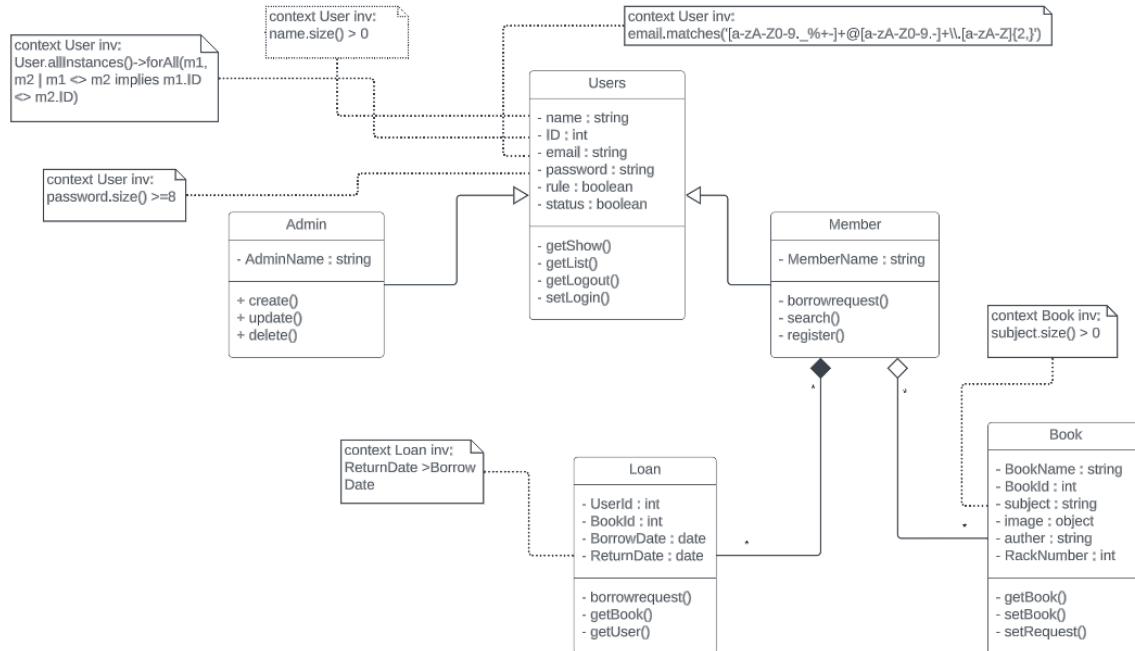 context User inv:
name.size() > 0
context User inv:
email.matches('[a-zA-Z0-9._%+-]+@[a-zA-Z0-9.-]+\\.[a-zA-Z]{2,}')
context User inv:
User.allInstances()->forAll(m1,
m2 | m1 <> m2 implies m1.ID
<> m2.ID)
context User inv:
password.size() >=8
Users
- name : string
- ID : int
- email : string
- password : string
- rule : boolean
- status : boolean
- getShow()
- getList()
- getLogout()
- setLogin()
Admin
- AdminName : string
+ create()
+ update()
+ delete()
Member
- MemberName : string
- borrowrequest()
- search()
- register()
context Book inv:
subject.size() > 0
*
*
context Loan inv:
ReturnDate >Borrow
Date
Loan
- UserId : int
- BookId : int
- BorrowDate : date
- ReturnDate : date
- borrowrequest()
- getBook()
- getUser()
*
*
Book
- BookName : string
- BookId : int
- subject : string
- image : object
- auther : string
- RackNumber : int
- getBook()
- setBook()
- setRequest()